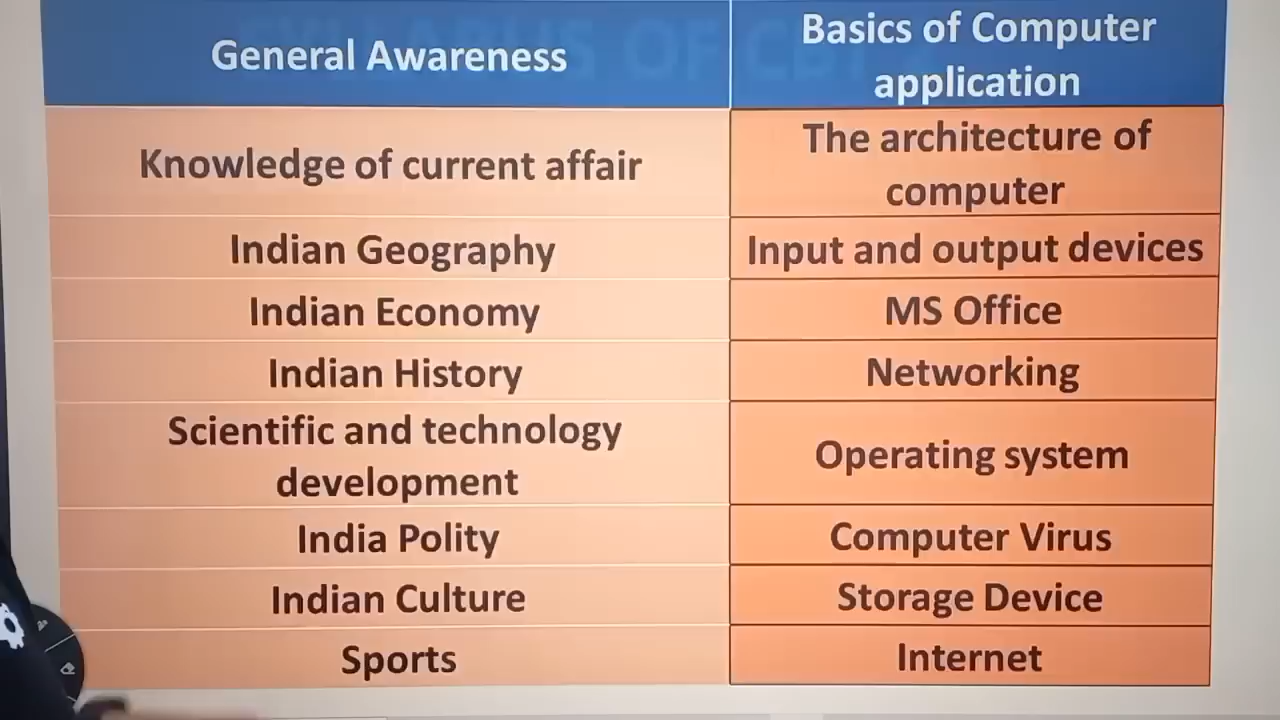 General Awareness
Basics of Computer
application
Knowledge of current affair
The architecture of
computer
Indian Geography
Input and output devices
Indian Economy
MS Office
Indian History
Networking
Scientific and technology
development
Operating system
India Polity
Computer Virus
Indian Culture
Storage Device
Sports
Internet